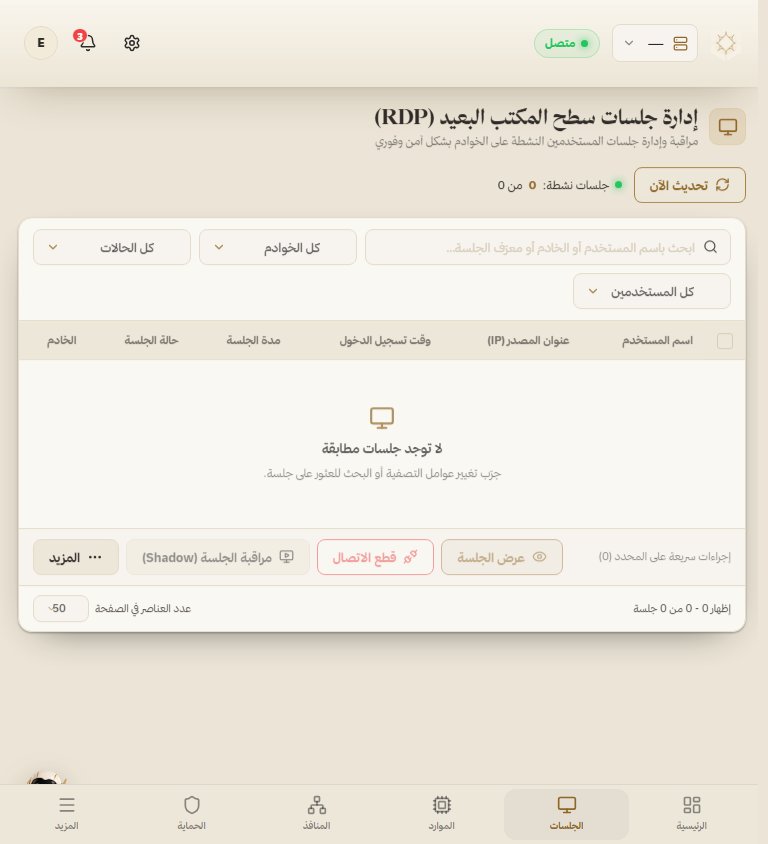 — متصل 3 E
إدارة جلسات سطح المكتب البعيد (RDP)
مراقبة وإدارة جلسات المستخدمين النشطة على الخوادم بشكل آمن وفوري
تحديث الآن
جلسات نشطة: 0 من 0
ابحث باسم المستخدم أو الخادم أو معرّف الجلسة...
كل الخوادم
كل الحالات
كل المستخدمين
اسم المستخدم عنوان المصدر (IP) وقت تسجيل الدخول مدة الجلسة حالة الجلسة الخادم
لا توجد جلسات مطابقة
جرّب تغيير عوامل التصفية أو البحث للعثور على جلسة.
إجراءات سريعة على المحدد (0)
عرض الجلسة
قطع الاتصال
مراقبة الجلسة (Shadow)
المزيد
إظهار 0 - 0 من 0 جلسة
عدد العناصر في الصفحة 50
الرئيسية الجلسات الموارد المنافذ الحماية المزيد